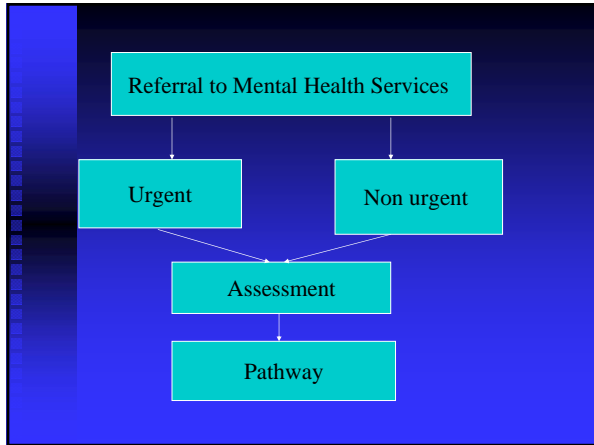 Referral to Mental Health Services
Urgent
Non urgent
Assessment
Pathway